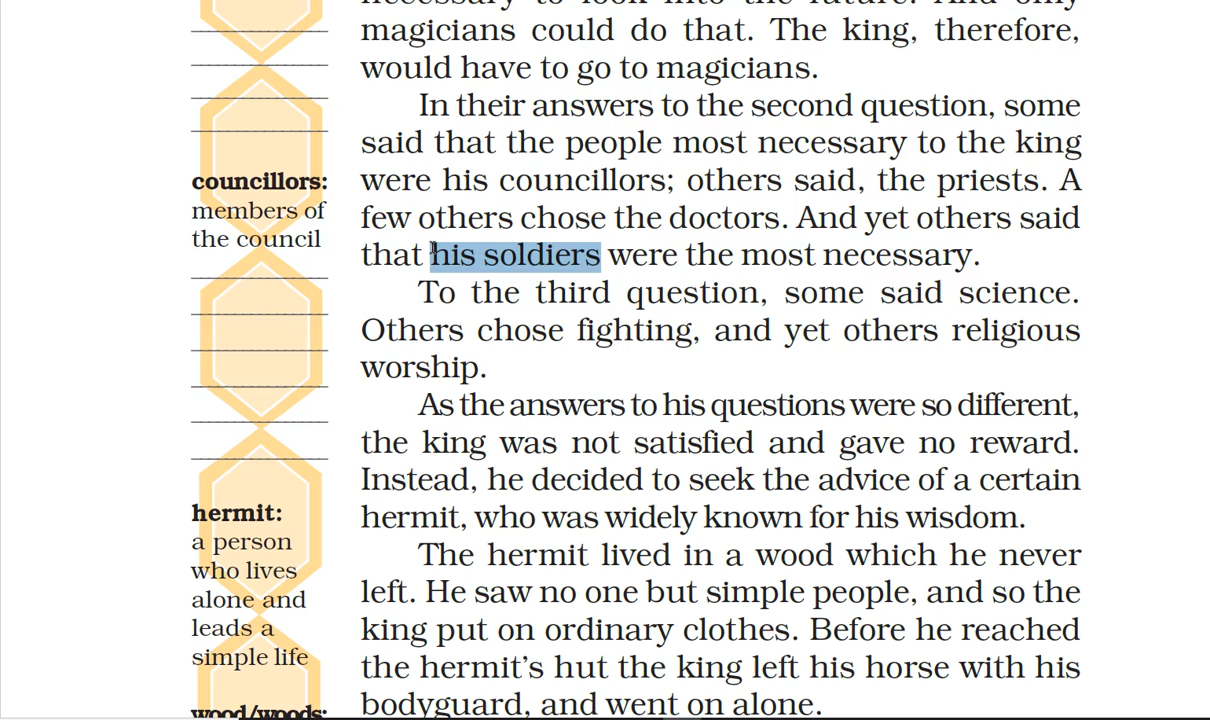 necessary to look into the future. And only
magicians could do that. The king, therefore,
would have to go to magicians.
In their answers to the second question, some
said that the people most necessary to the king
were his councillors; others said, the priests. A
few others chose the doctors. And yet others said
that his soldiers were the most necessary.
To the third question, some said science.
Others chose fighting, and yet others religious
worship.
As the answers to his questions were so different,
the king was not satisfied and gave no reward.
Instead, he decided to seek the advice of a certain
hermit, who was widely known for his wisdom.
The hermit lived in a wood which he never
left. He saw no one but simple people, and so the
king put on ordinary clothes. Before he reached
the hermit's hut the king left his horse with his
bodyguard, and went on alone.
councillors:
members of
the council
hermit:
a person
who lives
alone and
leads a
simple life
wood/woods: